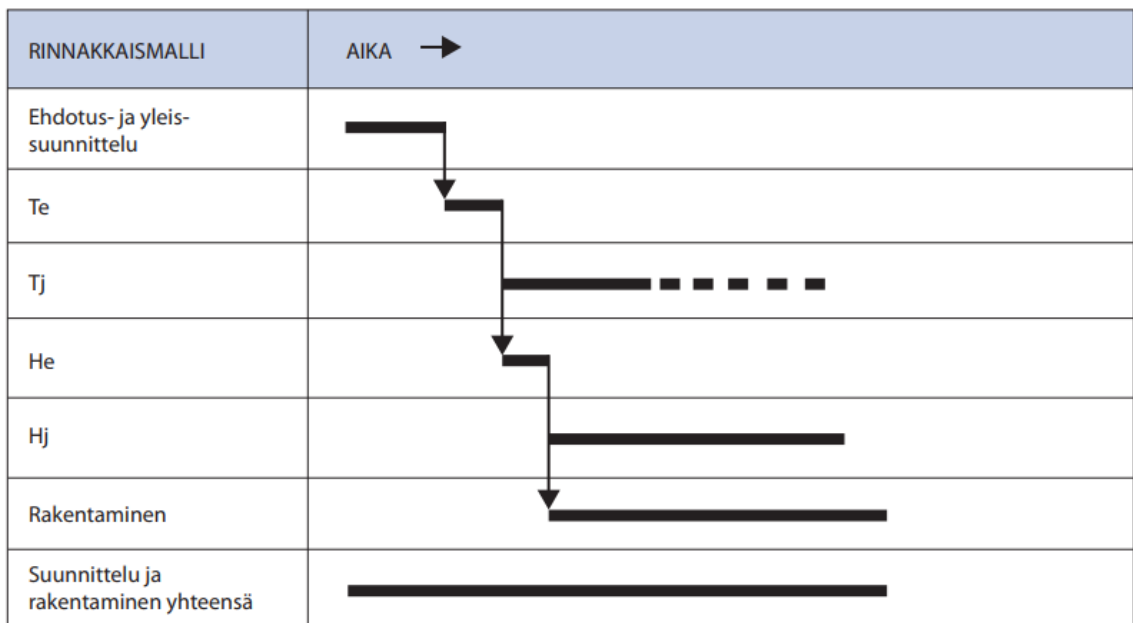 RINNAKKAISMALLI
AIKA
Ehdotus- ja yleis-
suunnittelu
Te
Tj
He
Hj
Rakentaminen
Suunnittelu ja
rakentaminen yhteensä